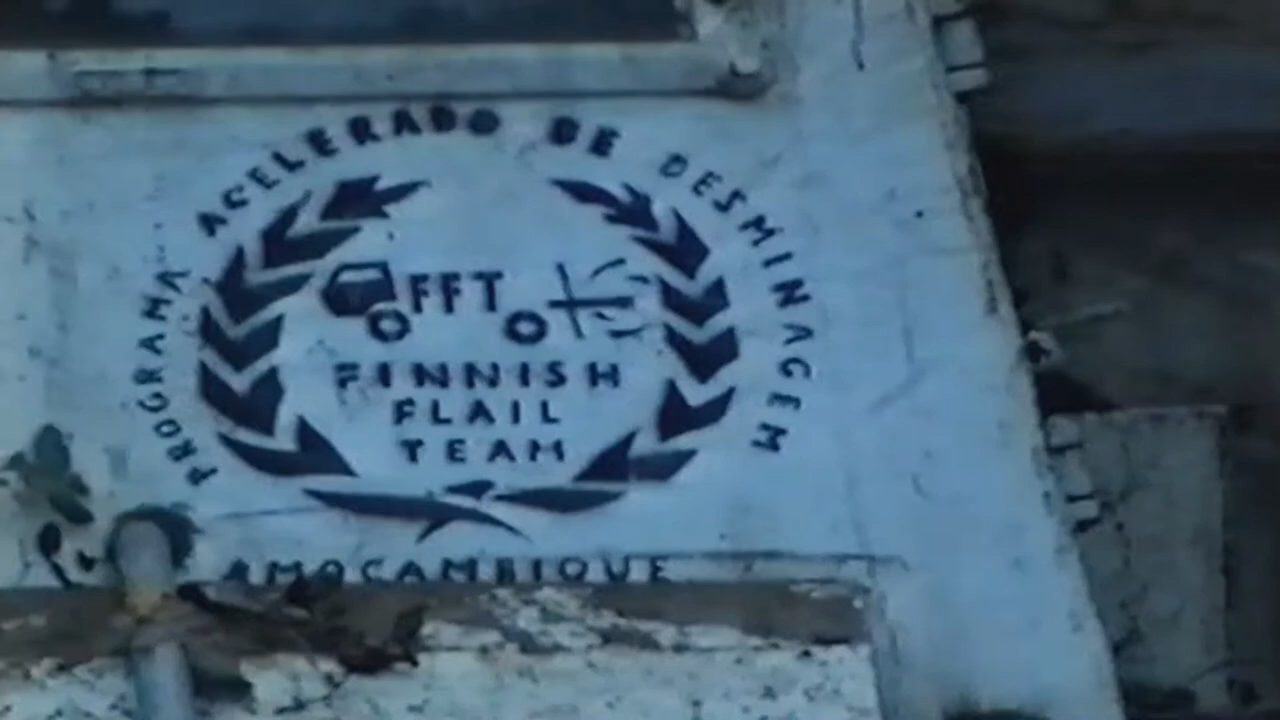 PROGRAMA ACELERADO DE DESMINAGEM
FFT
FINNISH
FLAIL
TEAM
MOCAMBIQUE